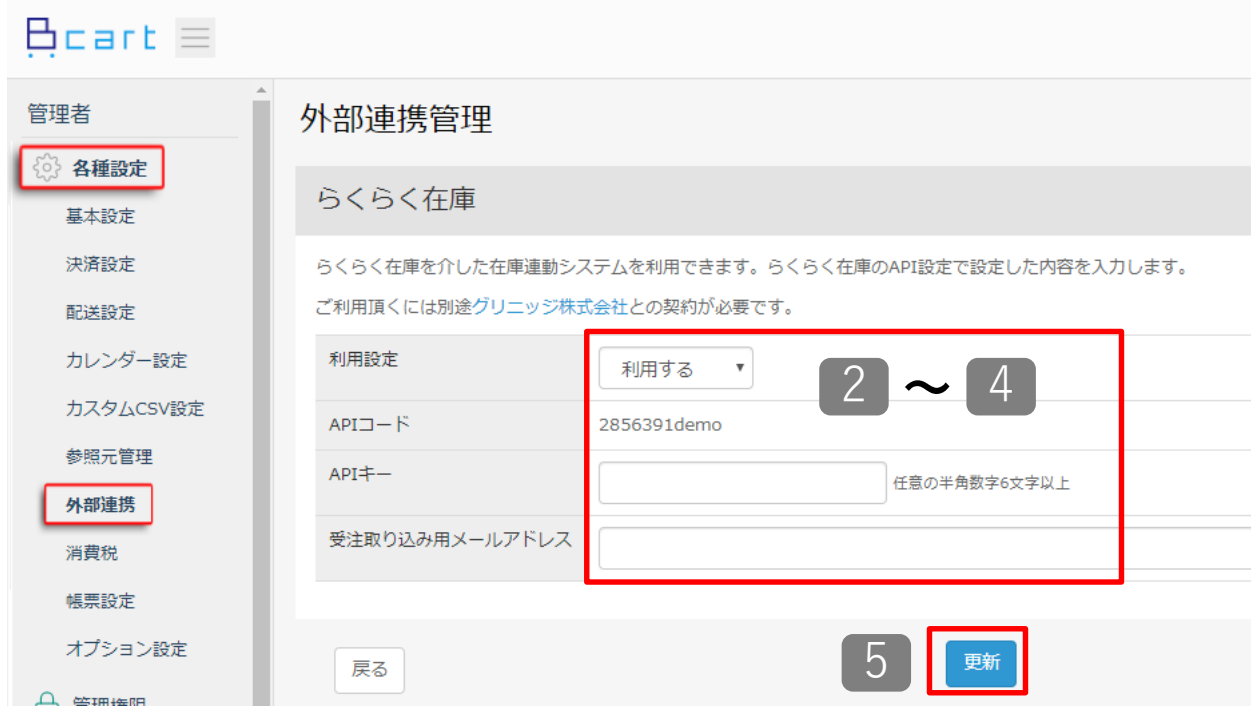 Bcart
管理者
各種設定
基本設定
決済設定
配送設定
カレンダー設定
カスタムCSV設定
参照元管理
外部連携
消費税
帳票設定
オプション設定
管理権限
外部連携管理
らくらく在庫
らくらく在庫を介した在庫連動システムを利用できます。らくらく在庫のAPI設定で設定した内容を入力します。
ご利用頂くには別途グリニッジ株式会社との契約が必要です。
利用設定 利用する 2 ～ 4
APIコード 2856391demo
APIキー 任意の半角数字6文字以上
受注取り込み用メールアドレス
戻る 5 更新